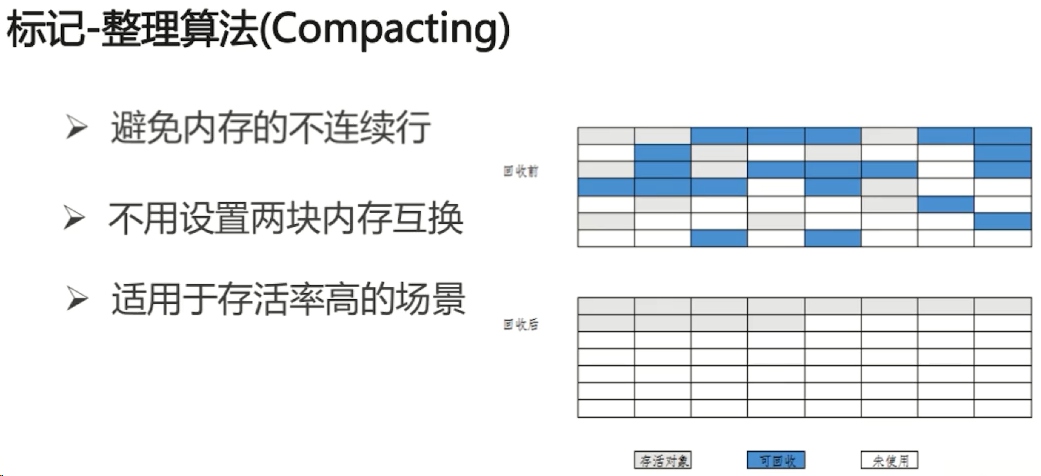 标记-整理算法(Compacting)
➢ 避免内存的不连续行
回收前
➢ 不用设置两块内存互换
➢ 适用于存活率高的场景
回收后
存活对象 可回收 未使用